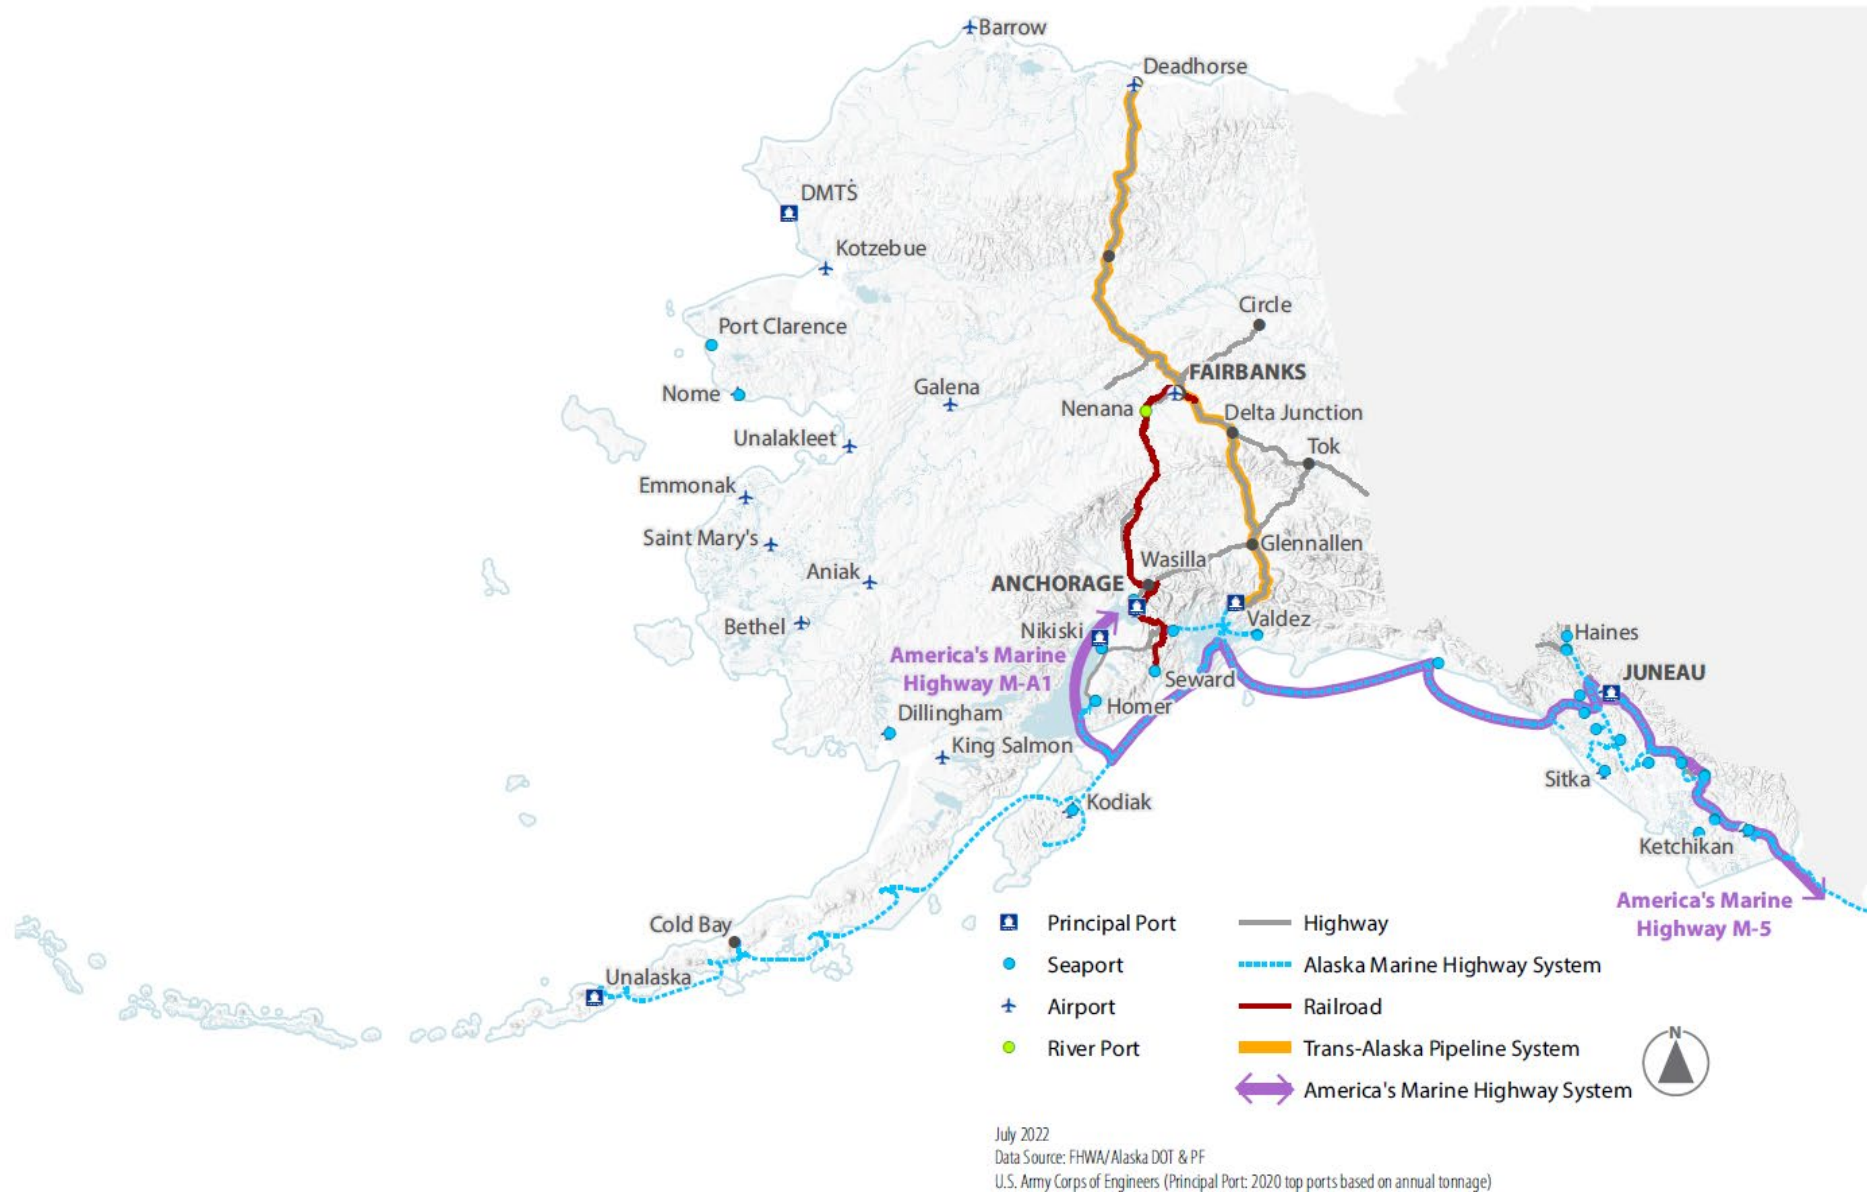 Barrow
Deadhorse
DMTS
Kotzebue
Circle
Port Clarence
FAIRBANKS
Nome
Galena
Nenana
Delta Junction
Unalakleet
Tok
Emmonak
Saint Mary's
Glennallen
Wasilla
Aniak
ANCHORAGE
Bethel
Valdez
Nikiski
Haines
America's Marine
Highway M-A1
Seward
JUNEAU
Homer
Dillingham
King Salmon
Sitka
Kodiak
Ketchikan
America's Marine
Highway M-5
Cold Bay
Unalaska
Principal Port
Seaport
Airport
River Port
Highway
Alaska Marine Highway System
Railroad
Trans-Alaska Pipeline System
America's Marine Highway System
N
July 2022
Data Source: FHWA/Alaska DOT & PF
U.S. Army Corps of Engineers (Principal Port: 2020 top ports based on annual tonnage)